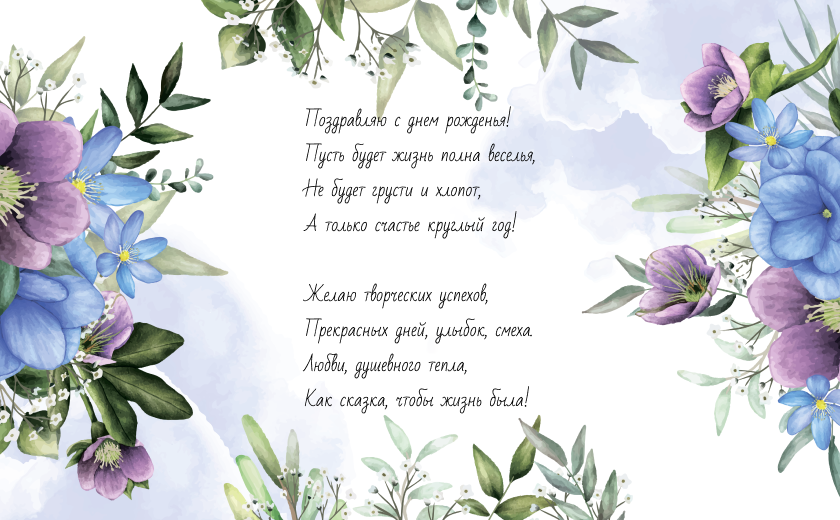 Поздравляю с днем рожденья!
Пусть будет жизнь полна веселья,
Не будет грусти и хлопот,
А только счастье круглый год!
Желаю творческих успехов,
Прекрасных дней, улыбок, смеха.
Любви, душевного тепла,
Как сказка, чтобы жизнь была!